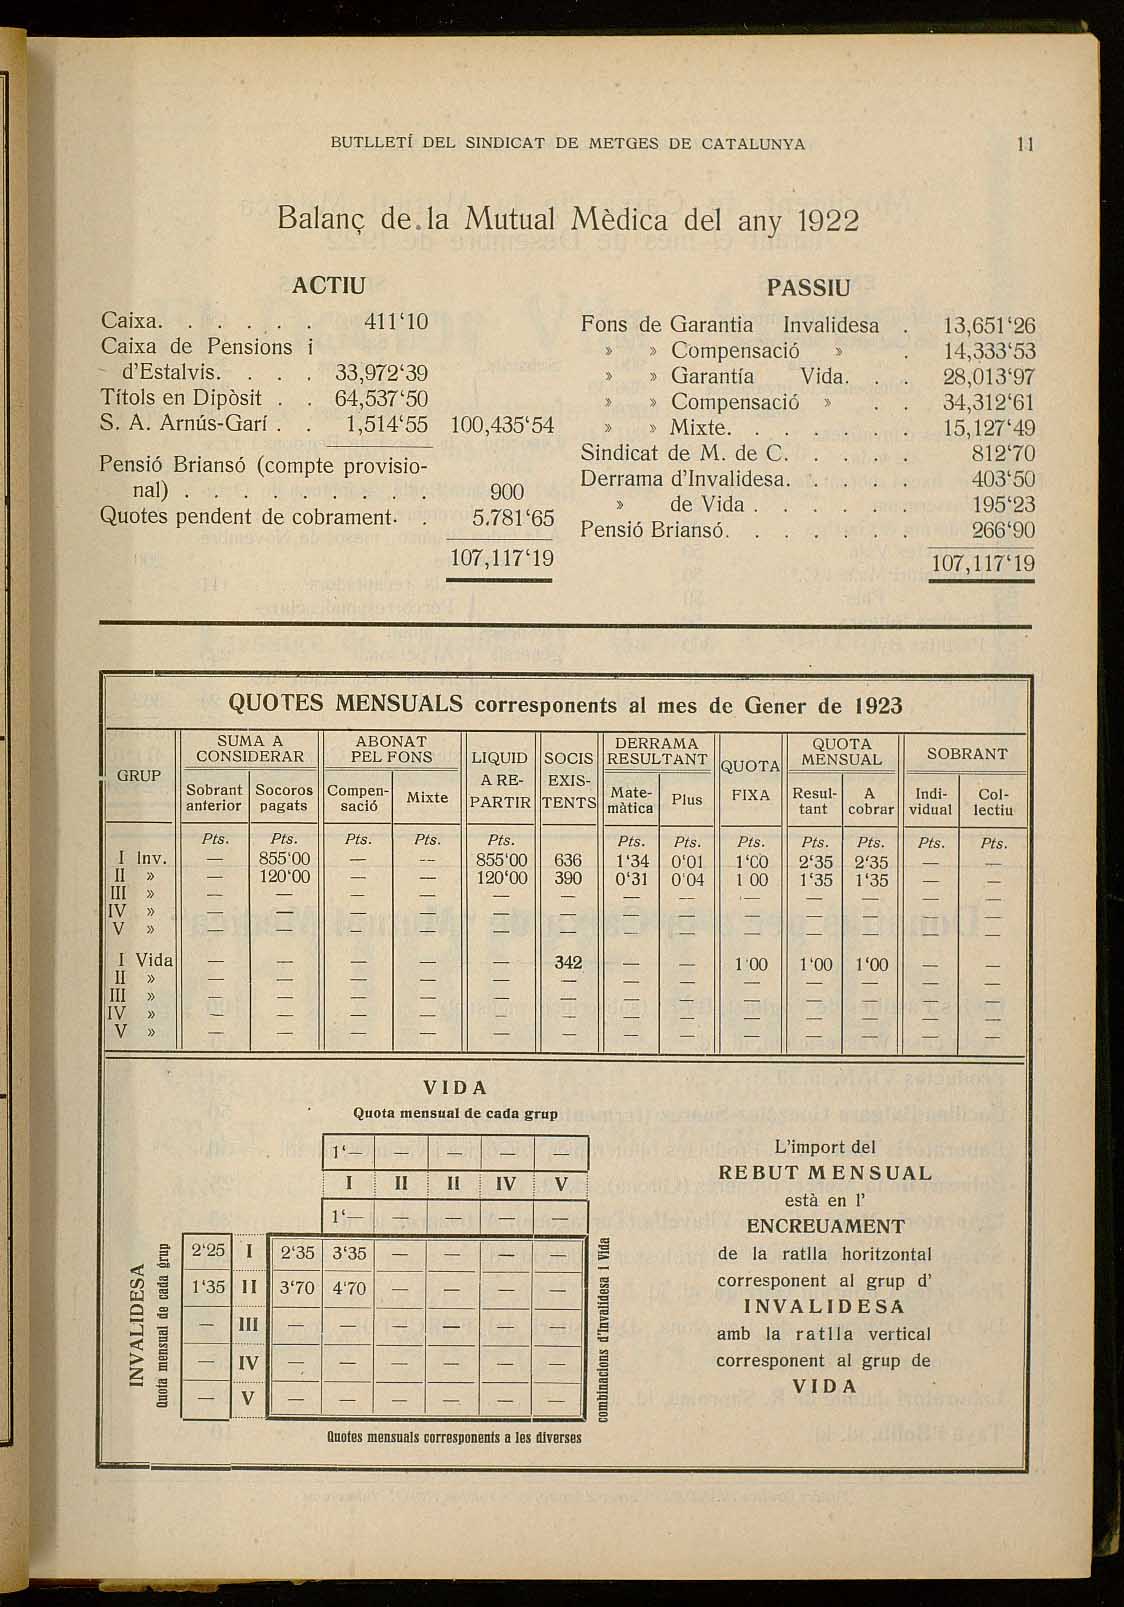 BUTLLETÍ DEL SINDICAT DE METGES DE CATALUNYA 11
Balanç de la Mutual Mèdica del any 1922
ACTIU
Caixa. . . . . . . 411‘10
Caixa de Pensions i
d’Estalvis. . . . . 33,972‘39
Títols en Dipòsit . . 64,537‘50
S. A. Arnús-Garí . . 1,514‘55 100,435‘54
Pensió Briansó (compte provisio-
nal) . . . . . . . . . 900
Quotes pendent de cobrament. . 5.781‘65
107,117‘19
PASSIU
Fons de Garantia Invalidesa . 13,651‘26
» » Compensació » . 14,333‘53
» » Garantía Vida. . . 28,013‘97
» » Compensació » . . 34,312‘61
» » Mixte. . . . . . . 15,127‘49
Sindicat de M. de C. . . . . . 812‘70
Derrama d’Invalidesa. . . . . 403‘50
» de Vida . . . . . . 195‘23
Pensió Briansó. . . . . . . . 266‘90
107,117‘19
QUOTES MENSUALS corresponents al mes de Gener de 1923
GRUP
SUMA A CONSIDERAR
ABONAT PEL FONS
LIQUID A RE-PARTIR
SOCIS EXIS-TENTS
DERRAMA RESULTANT
QUOTA FIXA
QUOTA MENSUAL
SOBRANT
Sobrant anterior
Socoros pagats
Compen-sació
Mixte
Mate-màtica
Plus
Resul-tant
A cobrar
Indi-vidual
Col-lectiu
Pts. Pts. Pts. Pts. Pts. Pts. Pts. Pts. Pts. Pts. Pts. Pts.
I Inv. — 855‘00 — — 855‘00 636 1‘34 0‘01 1‘00 2‘35 2‘35 — —
II » — 120‘00 — — 120‘00 390 0‘31 0‘04 1 00 1‘35 1‘35 — —
III » — — — — — — — — — — — — —
IV » — — — — — — — — — — — — —
V » — — — — — — — — — — — — —
I Vida — — — — — 342 — — 1‘00 1‘00 1‘00 — —
II » — — — — — — — — — — — — —
III » — — — — — — — — — — — — —
IV » — — — — — — — — — — — — —
V » — — — — — — — — — — — — —
VIDA
Quota mensual de cada grup
1‘—
I II II IV V
1‘—
INVALIDESA
Quota mensual de cada grup
2‘25 I 2‘35 3‘35 — — — —
1‘35 II 3‘70 4‘70 — — — —
— III — — — — — —
— IV — — — — — —
— V — — — — — —
combinacions d’Invalidesa i Vida
Quotes mensuals corresponents a les diverses
L’import del
REBUT MENSUAL
està en l’
ENCREUAMENT
de la ratlla horitzontal
corresponent al grup d’
INVALIDESA
amb la ratlla vertical
corresponent al grup de
VIDA